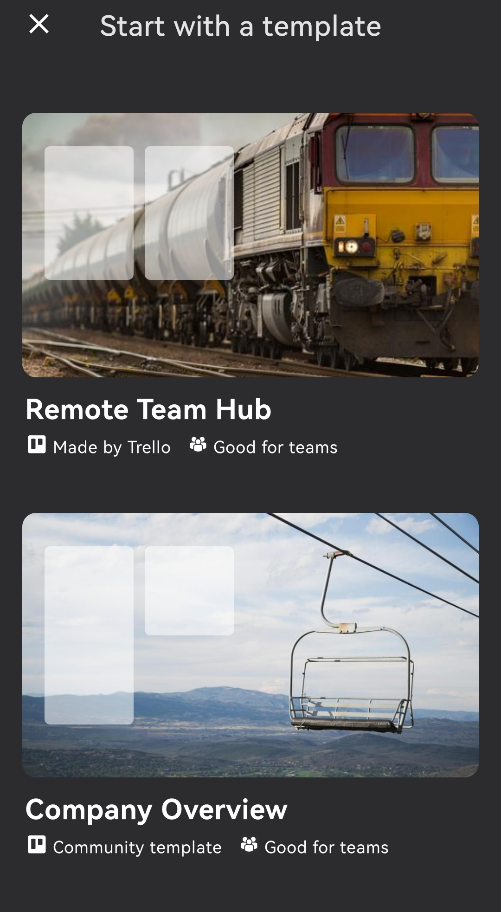 Start with a template
Remote Team Hub
Made by Trello Good for teams
Company Overview
Community template Good for teams